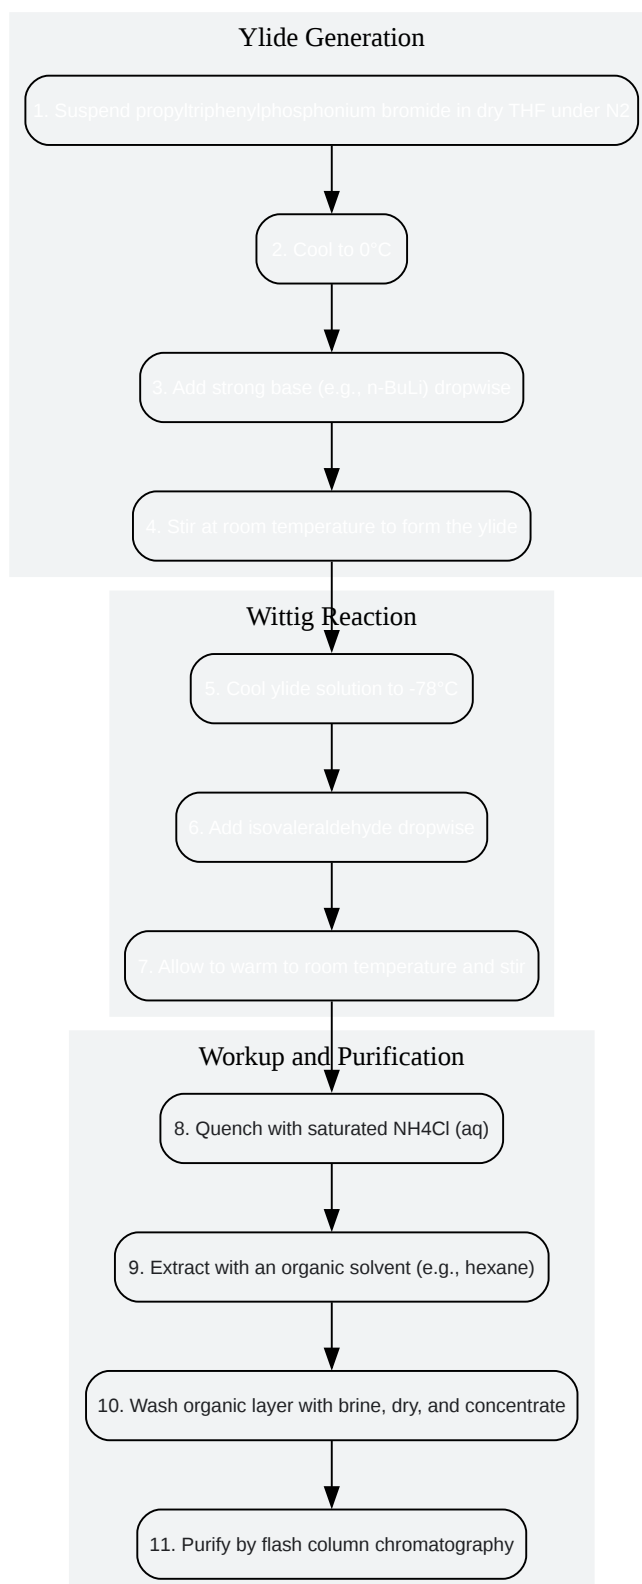 Ylide Generation
1. Suspend propyltriphenylphosphonium bromide in dry THF under N2
2. Cool to 0°C
3. Add strong base (e.g., n-BuLi) dropwise
4. Stir at room temperature to form the ylide
Wittig Reaction
5. Cool ylide solution to -78°C
6. Add isovaleraldehyde dropwise
7. Allow to warm to room temperature and stir
Workup and Purification
8. Quench with saturated NH4Cl (aq)
9. Extract with an organic solvent (e.g., hexane)
10. Wash organic layer with brine, dry, and concentrate
11. Purify by flash column chromatography